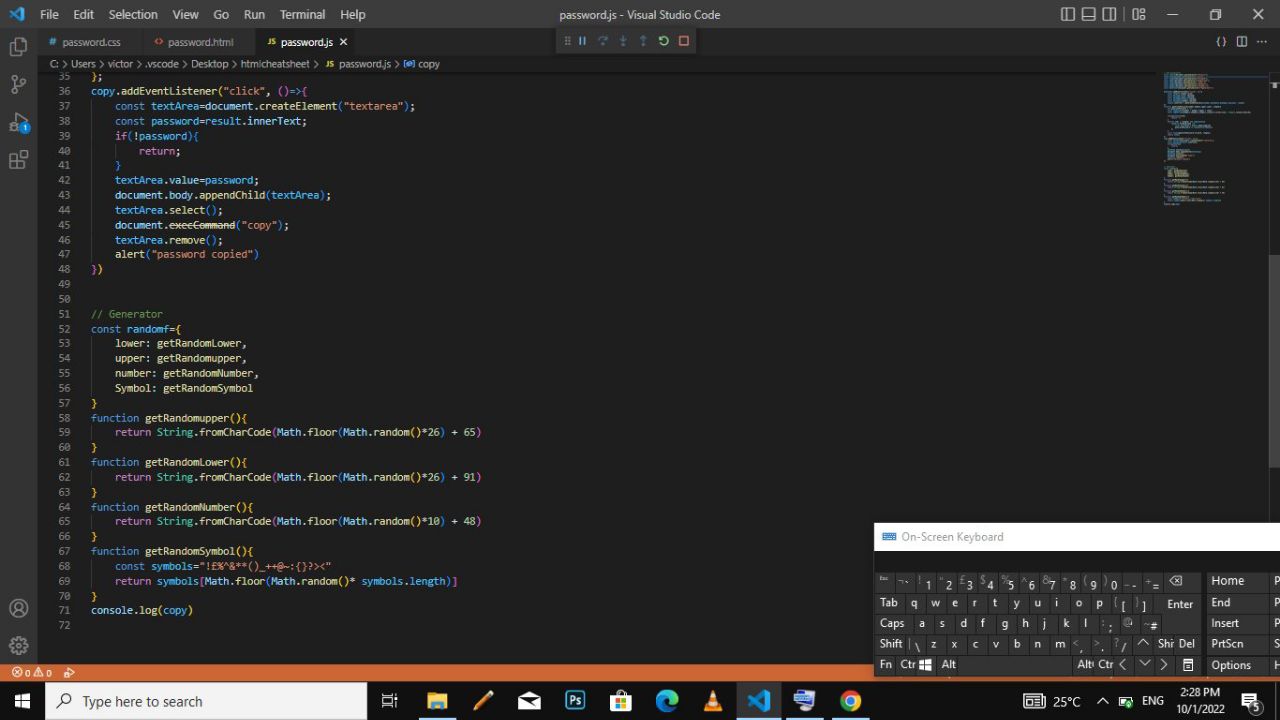 File Edit Selection View Go Run Terminal Help password.js - Visual Studio Code
# password.css <> password.html JS password.js
C: > Users > victor > .vscode > Desktop > htmlcheatsheet > JS password.js > copy
35 };
36 copy.addEventListener("click", ()=>{
37 const textArea=document.createElement("textarea");
38 const password=result.innerText;
39 if(!password){
40 return;
41 }
42 textArea.value=password;
43 document.body.appendChild(textArea);
44 textArea.select();
45 document.execCommand("copy");
46 textArea.remove();
47 alert("password copied")
48 })
49
50
51 // Generator
52 const randomf={
53 lower: getRandomLower,
54 upper: getRandomupper,
55 number: getRandomNumber,
56 Symbol: getRandomSymbol
57 }
58 function getRandomupper(){
59 return String.fromCharCode(Math.floor(Math.random()*26) + 65)
60 }
61 function getRandomLower(){
62 return String.fromCharCode(Math.floor(Math.random()*26) + 91)
63 }
64 function getRandomNumber(){
65 return String.fromCharCode(Math.floor(Math.random()*10) + 48)
66 }
67 function getRandomSymbol(){
68 const symbols="!£%^&**()_++@~:{}?><"
69 return symbols[Math.floor(Math.random()* symbols.length)]
70 }
71 console.log(copy)
72
1
On-Screen Keyboard
Esc ¬ ` ! 1 " 2 £ 3 $ 4 % 5 ^ 6 & 7 * 8 ( 9 ) 0 _ - + = Home
Tab q w e r t y u i o p { [ } ] Enter End
Caps a s d f g h j k l : ; @ ~ # Insert
Shift | \ z x c v b n m < , > . ? / Shi Del PrtScn
Fn Ctr Alt Alt Ctr Options
0 0
Type here to search
Ps
25°C ENG
2:28 PM
10/1/2022
5